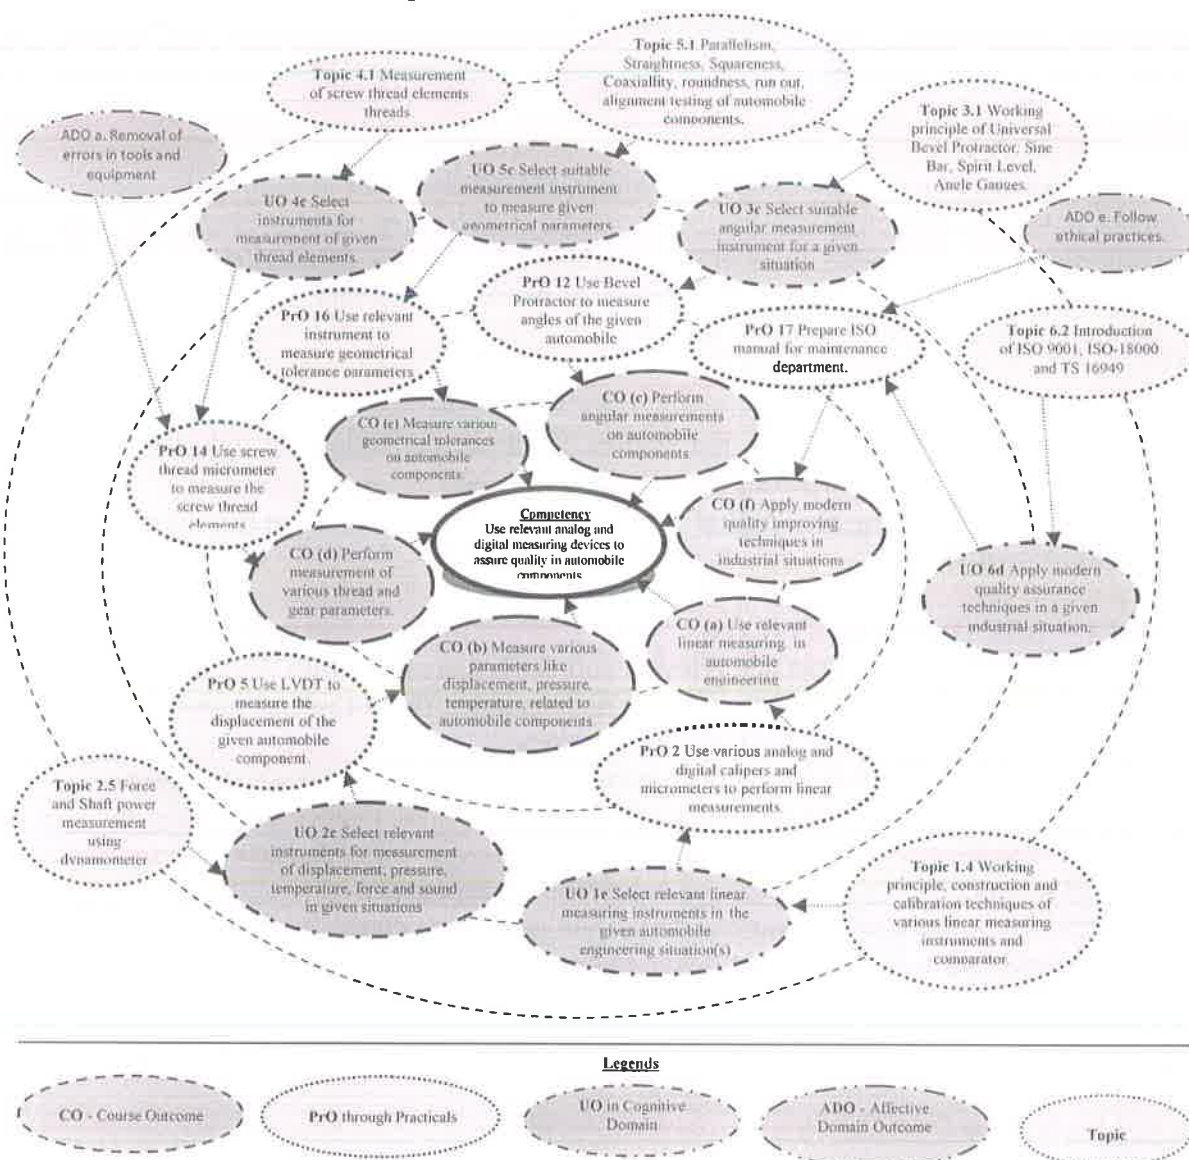 Topic 4.1 Measurement
of screw thread elements
threads
Topic 5.1 Parallelism,
Straightness, Squareness,
Coaxiallity, roundness, run out,
alignment testing of automobile
components.
Topic 3.1 Working
principle of Universal
Bevel Protractor, Sine
Bar, Spirit Level,
Angle Gauges.
ADO a. Removal of
errors in tools and
equipment
UO 4c Select
instruments for
measurement of given
thread elements.
UO 5c Select suitable
measurement instrument
to measure given
geometrical parameters
UO 3c Select suitable
angular measurement
instrument for a given
situation
ADO e. Follow
ethical practices.
PrO 16 Use relevant
instrument to
measure geometrical
tolerance parameters
PrO 12 Use Bevel
Protractor to measure
angles of the given
automobile
PrO 17 Prepare ISO
manual for maintenance
department.
Topic 6.2 Introduction
of ISO 9001, ISO-18000
and TS 16949
PrO 14 Use screw
thread micrometer
to measure the
screw thread
elements
CO (e) Measure various
geometrical tolerances
on automobile
components.
CO (c) Perform
angular measurements
on automobile
components
Competency
Use relevant analog and
digital measuring devices to
assure quality in automobile
components
CO (f) Apply modern
quality improving
techniques in
industrial situations
CO (d) Perform
measurement of
various thread and
gear parameters.
UO 6d Apply modern
quality assurance
techniques in a given
industrial situation.
CO (b) Measure various
parameters like
displacement, pressure,
temperature, related to
automobile components
CO (a) Use relevant
linear measuring in
automobile
engineering
PrO 5 Use LVDT to
measure the
displacement of the
given automobile
component.
PrO 2 Use various analog and
digital calipers and
micrometers to perform linear
measurements.
Topic 2.5 Force
and Shaft power
measurement
using
dynamometer
UO 2e Select relevant
instruments for measurement
of displacement, pressure,
temperature, force and sound
in given situations
UO 1e Select relevant linear
measuring instruments in the
given automobile
engineering situation(s)
Topic 1.4 Working
principle, construction and
calibration techniques of
various linear measuring
instruments and
comparator.
Legends
CO - Course Outcome
PrO through Practicals
UO in Cognitive
Domain
ADO - Affective
Domain Outcome
Topic